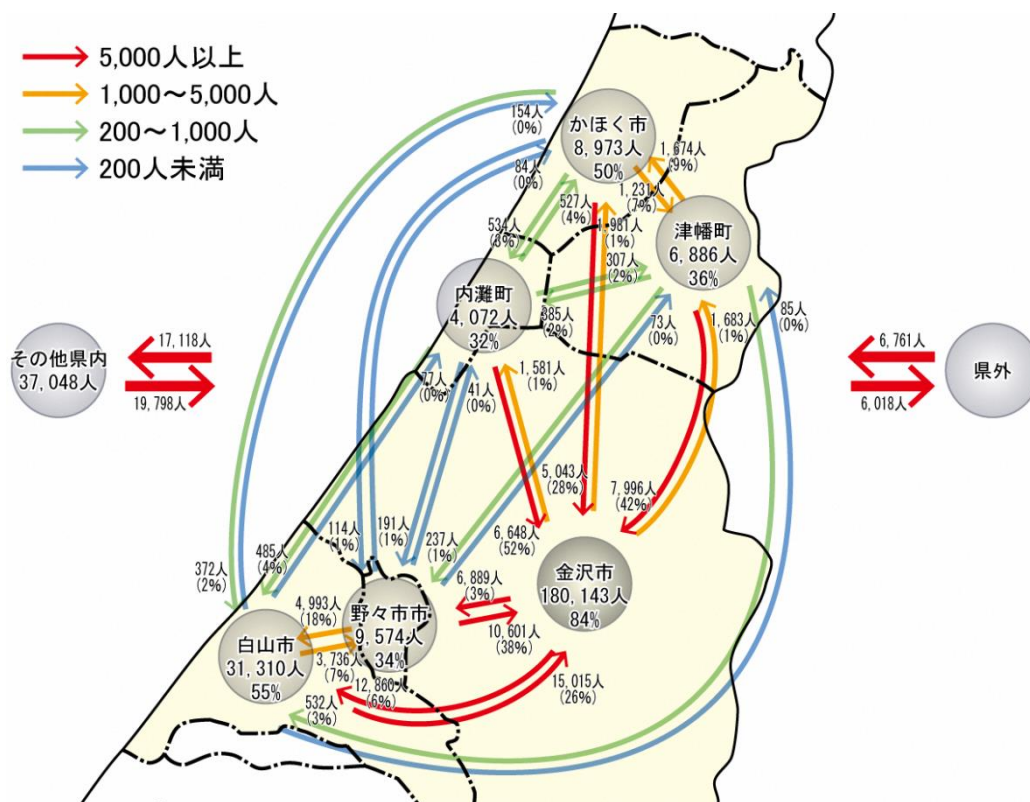 5,000人以上
1,000～5,000人
200～1,000人
200人未満
154人
(0%)
かほく市
8,973人
50%
1,674人
(9%)
84人
(0%)
1,231人
(7%)
527人
(4%)
534人
(3%)
1,981人
(1%)
津幡町
6,886人
36%
307人
(2%)
内灘町
4,072人
32%
385人
(2%)
73人
(0%)
1,683人
(1%)
85人
(0%)
その他県内
37,048人
17,118人
19,798人
6,761人
6,018人
県外
77人
(0%)
41人
(0%)
1,581人
(1%)
5,043人
(28%)
7,996人
(42%)
6,648人
(52%)
114人
(1%)
191人
(1%)
237人
(1%)
485人
(4%)
372人
(2%)
6,889人
(3%)
金沢市
180,143人
84%
10,601人
(38%)
4,993人
(18%)
野々市市
9,574人
34%
白山市
31,310人
55%
3,736人
(7%)
12,860人
(6%)
15,015人
(26%)
532人
(3%)